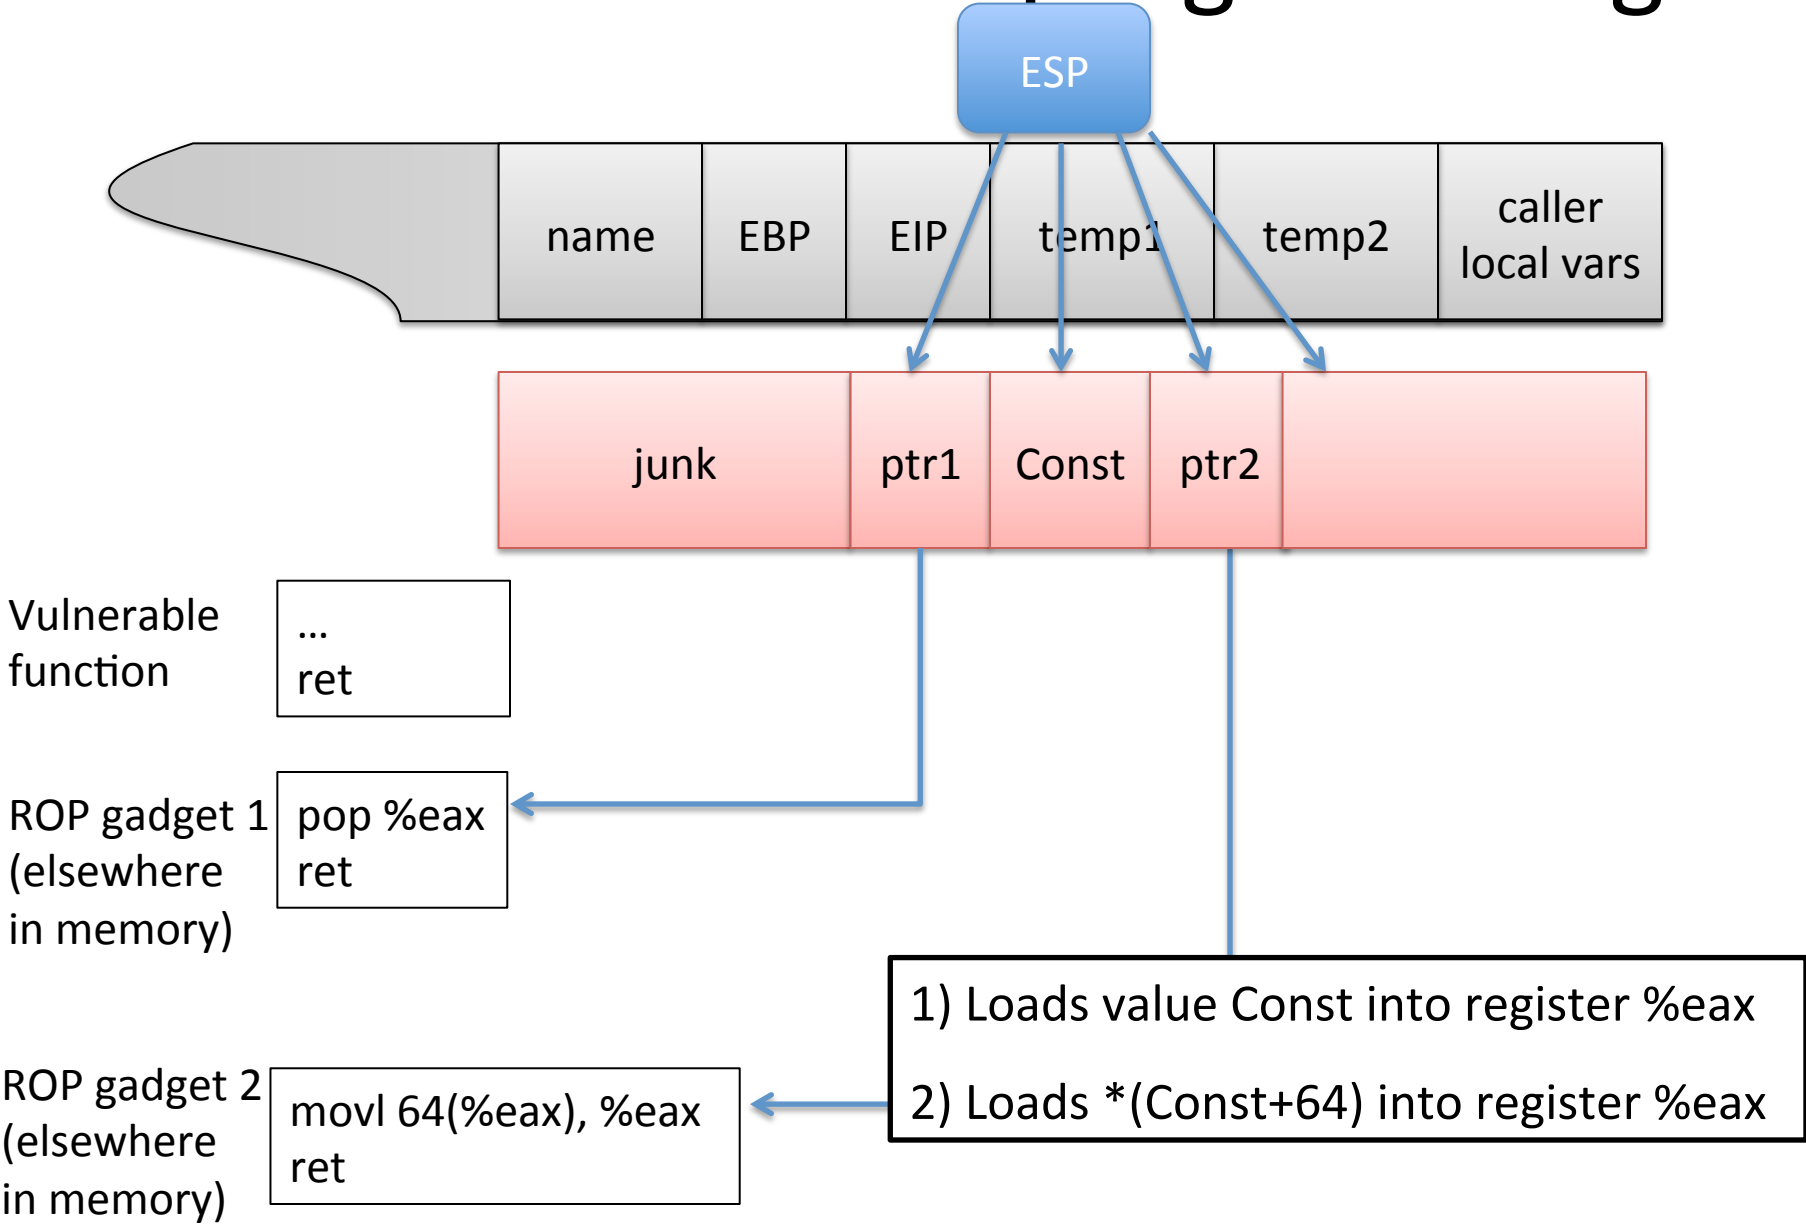 ESP
name
EBP
EIP
temp1
temp2
caller
local vars
junk
ptr1
Const
ptr2
Vulnerable
function
...
ret
ROP gadget 1
(elsewhere
in memory)
pop %eax
ret
1) Loads value Const into register %eax
2) Loads *(Const+64) into register %eax
ROP gadget 2
(elsewhere
in memory)
movl 64(%eax), %eax
ret